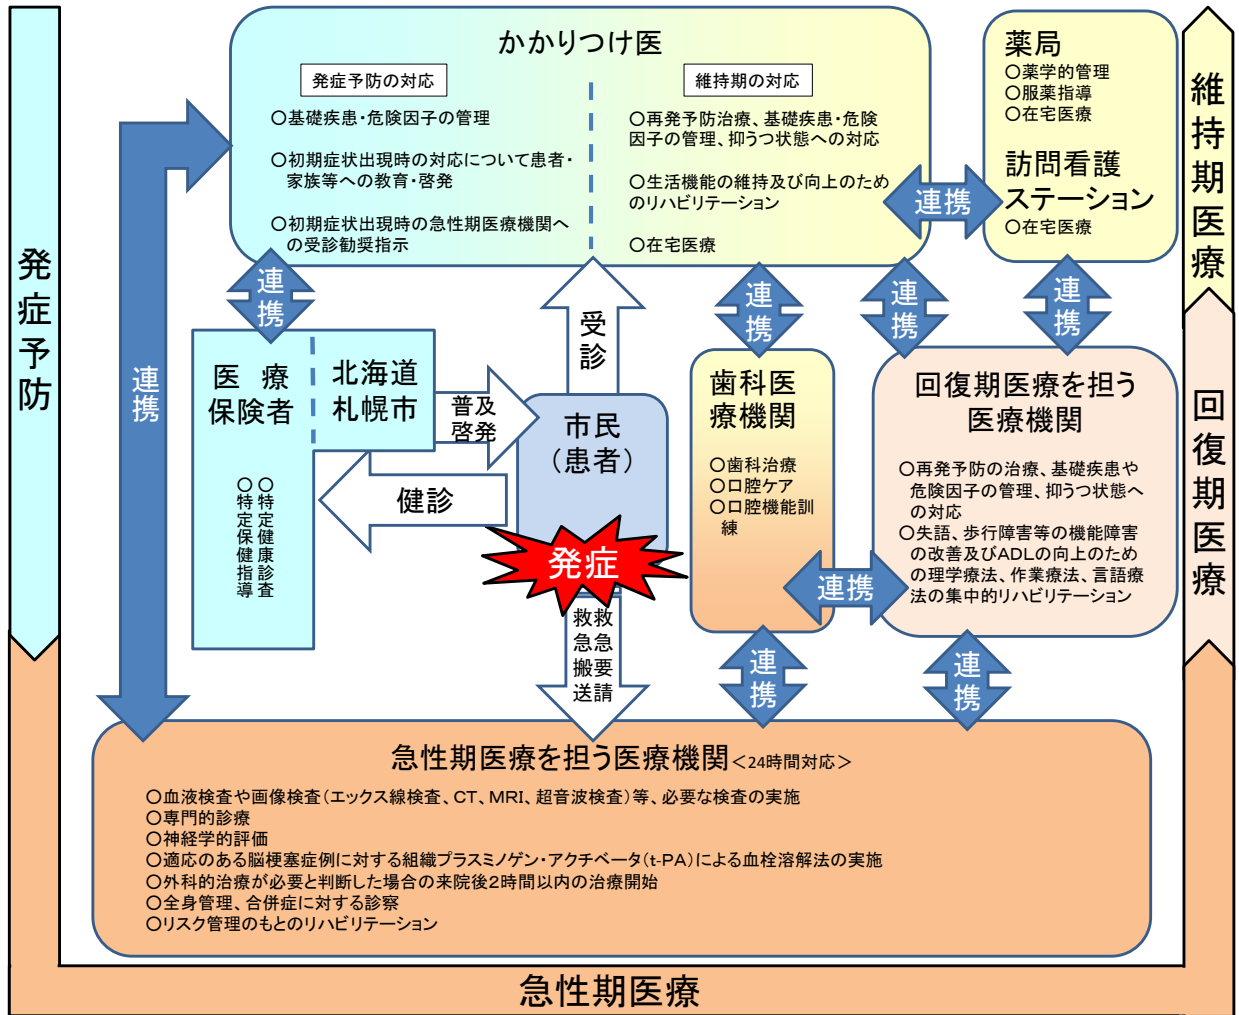 発症予防
連携
かかりつけ医
発症予防の対応
○基礎疾患・危険因子の管理
○初期症状出現時の対応について患者・
家族等への教育・啓発
○初期症状出現時の急性期医療機関へ
の受診勧奨指示
維持期の対応
○再発予防治療、基礎疾患・危険
因子の管理、抑うつ状態への対応
○生活機能の維持及び向上のため
のリハビリテーション
○在宅医療
連携
薬局
○薬学的管理
○服薬指導
○在宅医療
訪問看護
ステーション
○在宅医療
維持期医療
連携
受診
連携
連携
連携
医療
保険者
○特定健康診査
○特定保健指導
北海道
札幌市
普及
啓発
健診
市民
（患者）
発症
救急要請
救急搬送
歯科医
療機関
○歯科治療
○口腔ケア
○口腔機能訓
練
連携
回復期医療を担う
医療機関
○再発予防の治療、基礎疾患や
危険因子の管理、抑うつ状態へ
の対応
○失語、歩行障害等の機能障害
の改善及びADLの向上のため
の理学療法、作業療法、言語療
法の集中的リハビリテーション
回復期医療
連携
連携
急性期医療を担う医療機関＜24時間対応＞
○血液検査や画像検査（エックス線検査、CT、MRI、超音波検査）等、必要な検査の実施
○専門的診療
○神経学的評価
○適応のある脳梗塞症例に対する組織プラスミノゲン・アクチベータ（t-PA）による血栓溶解法の実施
○外科的治療が必要と判断した場合の来院後2時間以内の治療開始
○全身管理、合併症に対する診察
○リスク管理のもとのリハビリテーション
急性期医療